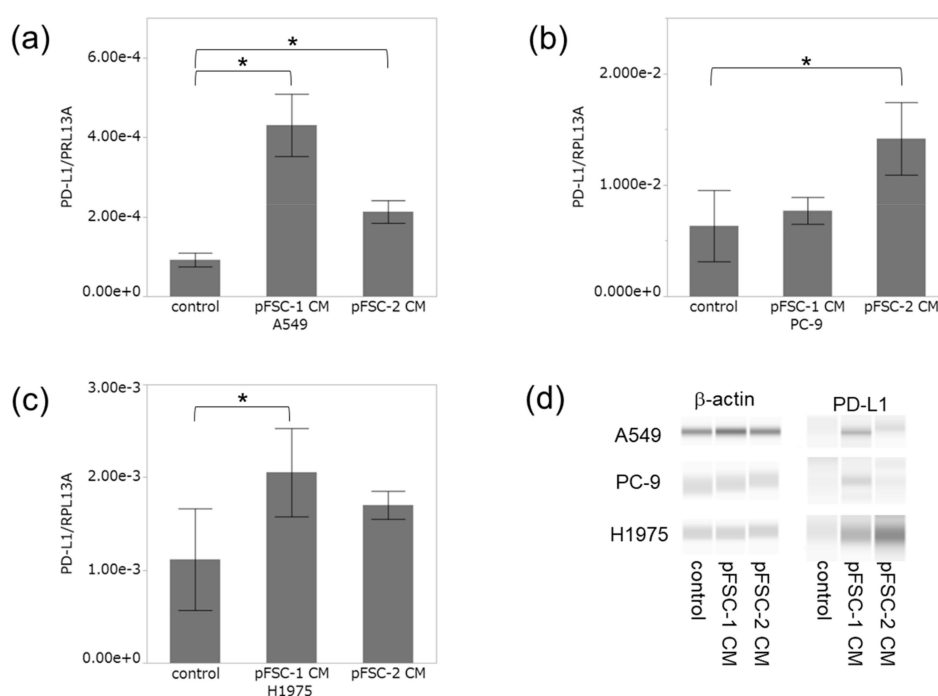 (a)
PD-L1/PRL13A
6.00e-4
4.00e-4
2.00e-4
0.00e+0
*
*
control pFSC-1 CM pFSC-2 CM
A549
(b)
PD-L1/RPL13A
2.000e-2
1.000e-2
0.000e+0
*
control pFSC-1 CM pFSC-2 CM
PC-9
(c)
PD-L1/RPL13A
3.00e-3
2.00e-3
1.00e-3
0.00e+0
*
control pFSC-1 CM pFSC-2 CM
H1975
(d)
β-actin PD-L1
A549
PC-9
H1975
control
pFSC-1 CM
pFSC-2 CM
control
pFSC-1 CM
pFSC-2 CM